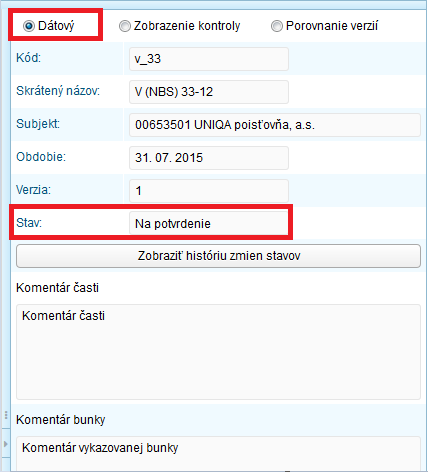 Dátový Zobrazenie kontroly Porovnanie verzií
Kód: v_33
Skrátený názov: V (NBS) 33-12
Subjekt: 00653501 UNIQA poisťovňa, a.s.
Obdobie: 31. 07. 2015
Verzia: 1
Stav: Na potvrdenie
Zobraziť históriu zmien stavov
Komentár časti
Komentár časti
Komentár bunky
Komentár vykazovanej bunky